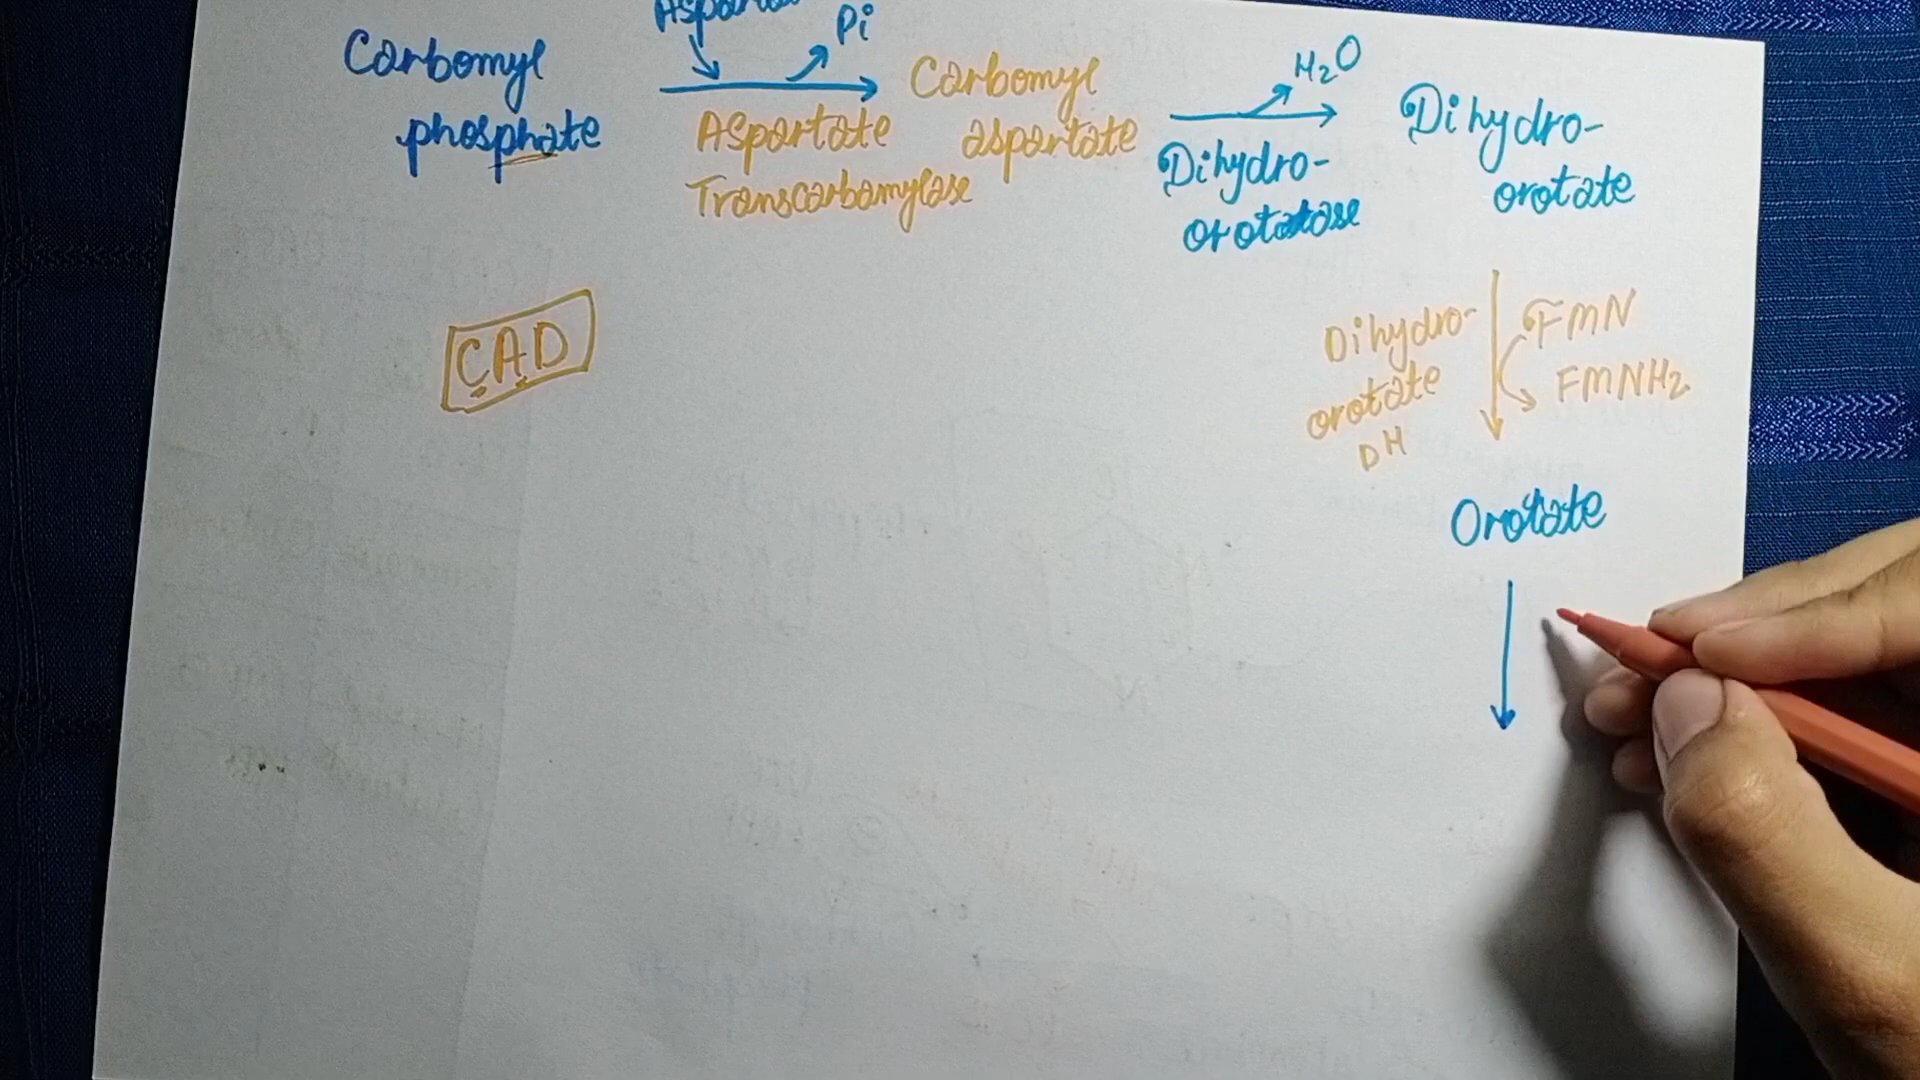 Pi
Carbomyl
phosphate
Aspartate
Transcarbamylase
Carbomyl
aspartate
H₂O
Dihydro-
orotatase
Dihydro-
orotate
CAD
Dihydro-
orotate
DH
FMN
FMNH₂
Orotate